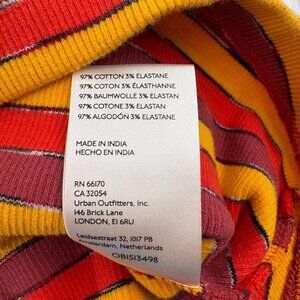 97% COTTON 3% ELASTANE
97% COTON 3% ÉLASTHANNE
97% BAUMWOLLE 3% ELASTAN
97% COTONE 3% ELASTAN
97% ALGODÓN 3% ELASTANO
MADE IN INDIA
HECHO EN INDIA
RN 66170
CA 32054
Urban Outfitters, Inc.
146 Brick Lane
LONDON, E1 6RU
Leidsestraat 32, 1017 PB
Amsterdam, Netherlands
OB1513498